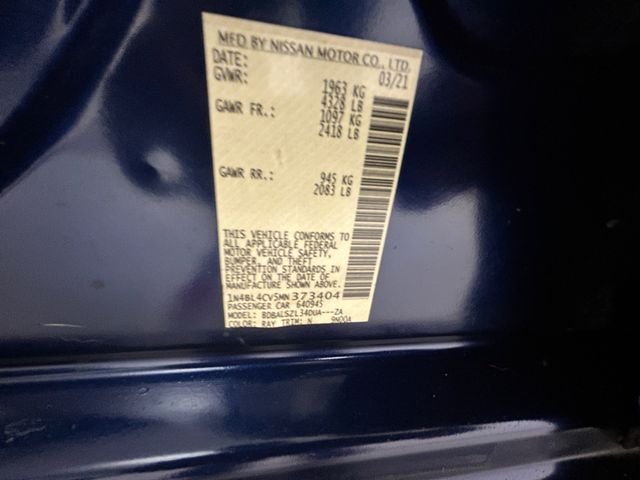 MFD BY NISSAN MOTOR CO., LTD.
DATE: 03/21
GVWR: 1963 KG
4328 LB
GAWR FR.: 1097 KG
2418 LB
GAWR RR.: 945 KG
2083 LB
THIS VEHICLE CONFORMS TO
ALL APPLICABLE FEDERAL
MOTOR VEHICLE SAFETY,
BUMPER, AND THEFT
PREVENTION STANDARDS IN
EFFECT ON THE DATE OF
MANUFACTURE SHOWN ABOVE.
1N4BL4CV5MN373404
PASSENGER CAR 640945
MODEL: BDBALSZL34DUA---ZA
COLOR: RAY TRIM: N 9N00A